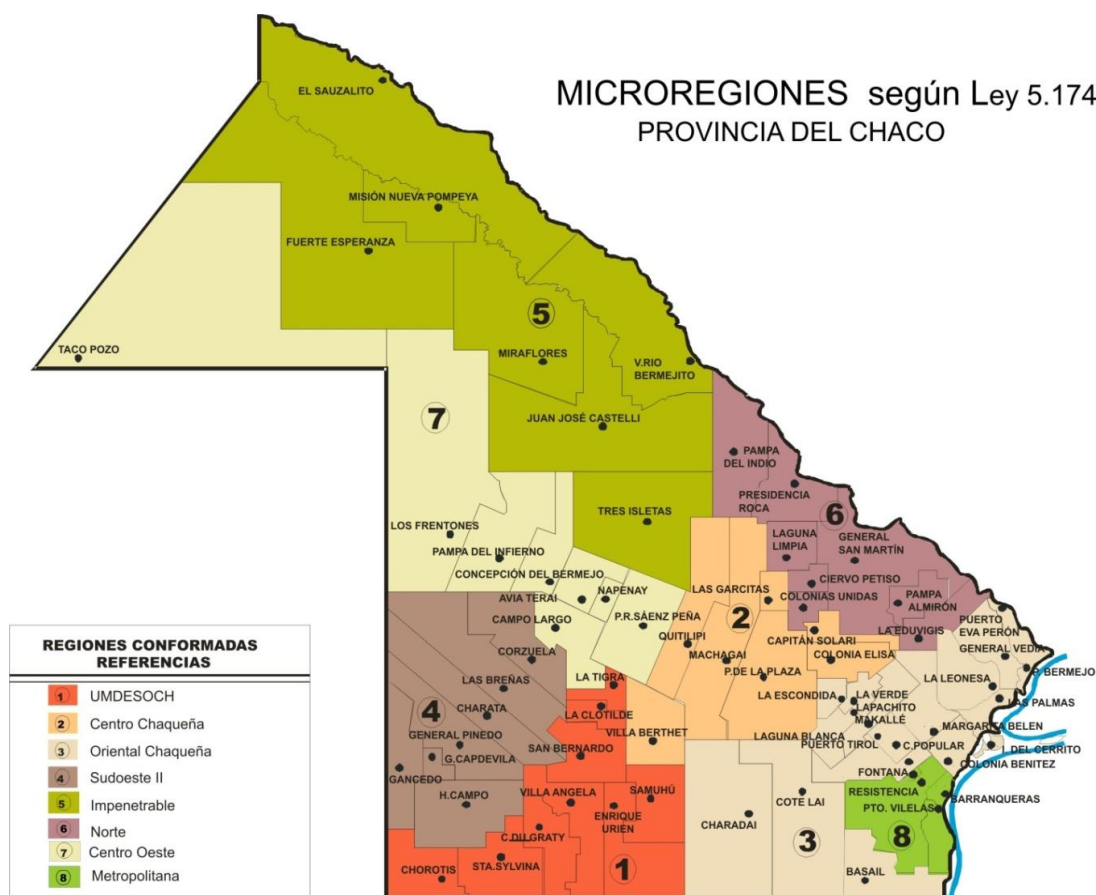 MICROREGIONES según Ley 5.174
PROVINCIA DEL CHACO
EL SAUZALITO
MISIÓN NUEVA POMPEYA
FUERTE ESPERANZA
5
TACO POZO
MIRAFLORES
V.RIO
BERMEJITO
7
JUAN JOSÉ CASTELLI
PAMPA
DEL INDIO
PRESIDENCIA
ROCA
6
TRES ISLETAS
LOS FRENTONES
LAGUNA
LIMPIA
GENERAL
SAN MARTÍN
PAMPA DEL INFIERNO
CONCEPCIÓN DEL BERMEJO
LAS GARCITAS
CIERVO PETISO
AVIA TERAI
NAPENAY
COLONIAS UNIDAS
PAMPA
ALMIRÓN
CAMPO LARGO
P.R.SÁENZ PEÑA
2
PUERTO
EVA PERÓN
QUITILIPI
CAPITÁN SOLARI
LA EDUVIGIS
GENERAL VEDIA
CORZUELA
MACHAGAI
COLONIA ELISA
P.DE LA PLAZA
P. BERMEJO
LAS BREÑAS
LA TIGRA
LA LEONESA
LA ESCONDIDA
LA VERDE
LAS PALMAS
4
CHARATA
LA CLOTILDE
LAPACHITO
MAKALLÉ
GENERAL PINEDO
VILLA BERTHET
LAGUNA BLANCA
MARGARITA BELEN
G.CAPDEVILA
SAN BERNARDO
PUERTO TIROL
C.POPULAR
I. DEL CERRITO
GANCEDO
COLONIA BENITEZ
FONTANA
H.CAMPO
VILLA ANGELA
SAMUHÚ
COTE LAI
RESISTENCIA
BARRANQUERAS
PTO. VILELAS
ENRIQUE
URIEN
CHARADAI
C.DILGRATY
3
8
CHOROTIS
STA.SYLVINA
1
BASAIL
REGIONES CONFORMADAS
REFERENCIAS
1 UMDESOCH
2 Centro Chaqueña
3 Oriental Chaqueña
4 Sudoeste II
5 Impenetrable
6 Norte
7 Centro Oeste
8 Metropolitana